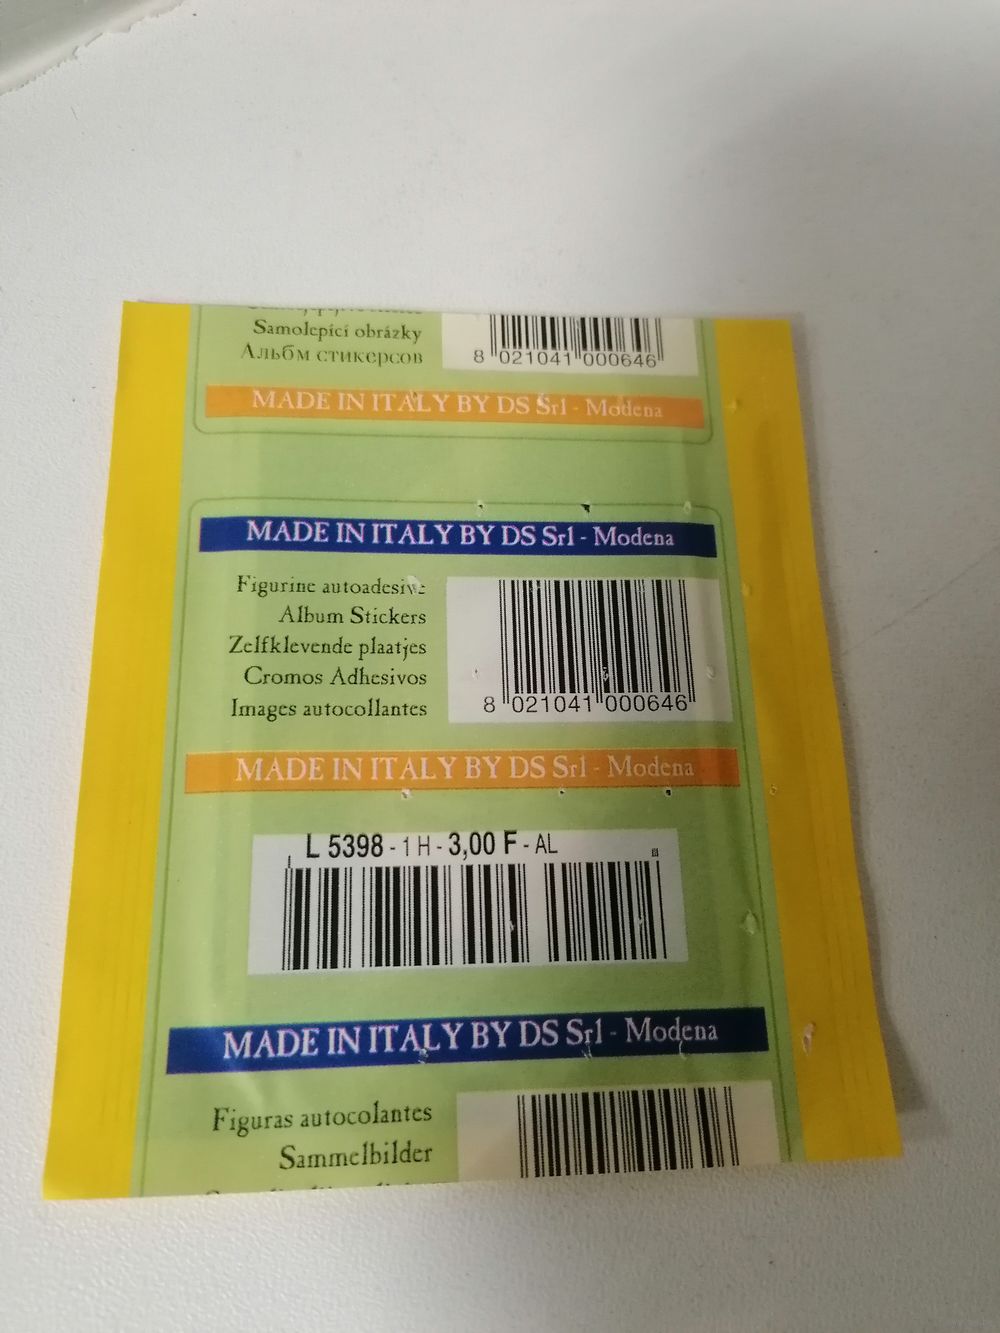 Samolepící obrázky
Альбм стикерсов
8 021041 000646
MADE IN ITALY BY DS Srl - Modena
MADE IN ITALY BY DS Srl - Modena
Figurine autoadesive
Album Stickers
Zelfklevende plaatjes
Cromos Adhesivos
Images autocollantes
8 021041 000646
MADE IN ITALY BY DS Srl - Modena
L 5398 - 1 H - 3,00 F - AL
MADE IN ITALY BY DS Srl - Modena
Figuras autocolantes
Sammelbilder